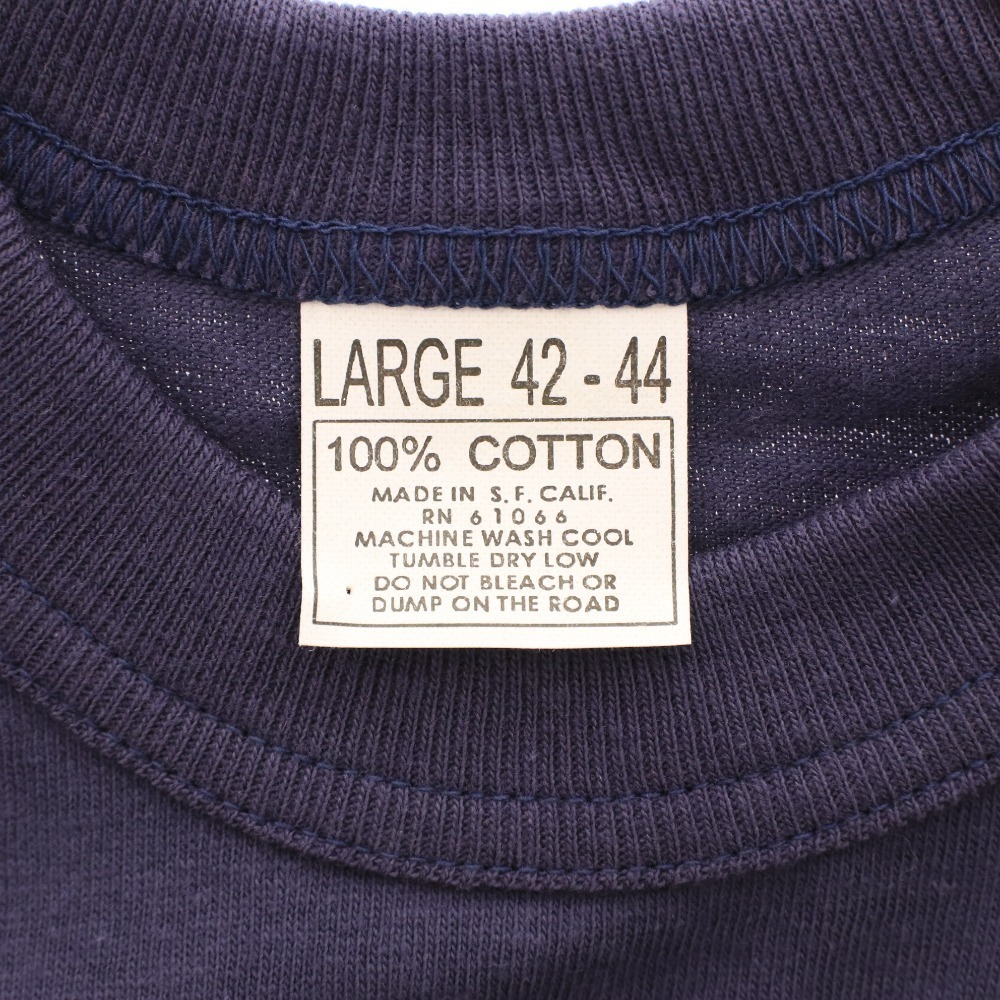 LARGE 42 - 44
100% COTTON
MADE IN S.F. CALIF.
RN 61066
MACHINE WASH COOL
TUMBLE DRY LOW
DO NOT BLEACH OR
DUMP ON THE ROAD